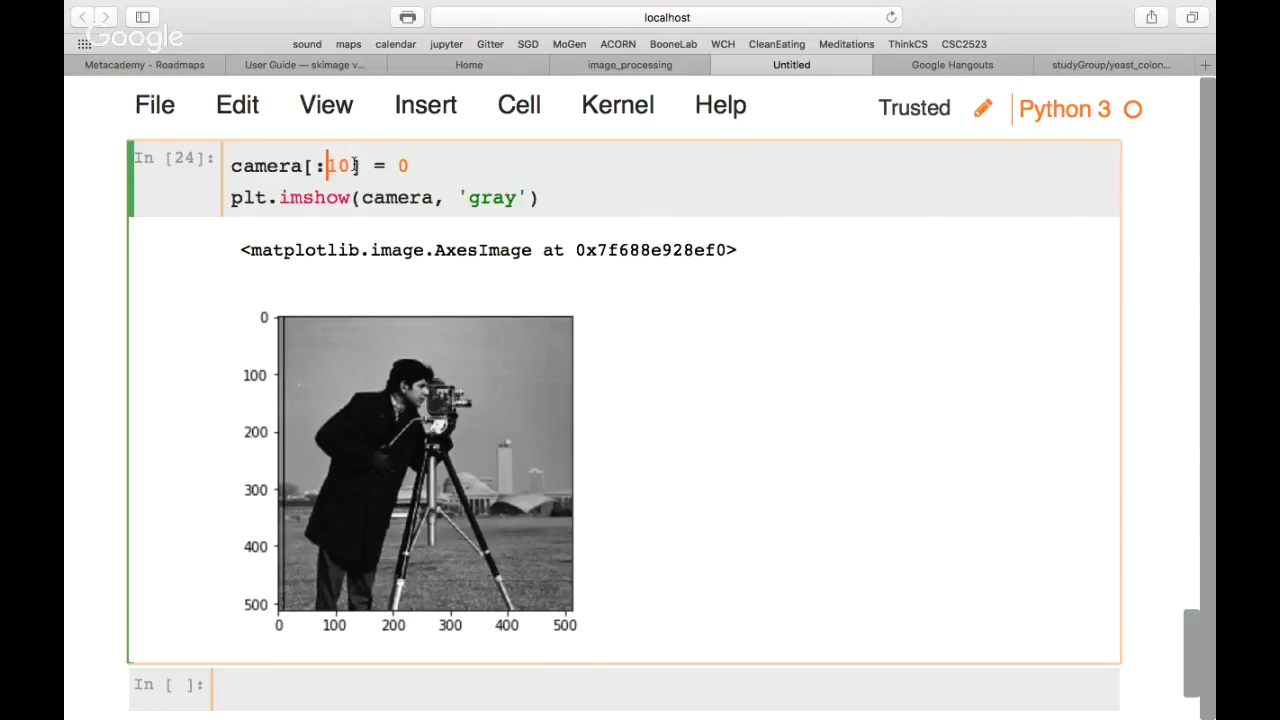 localhost
Google
sound maps calendar jupyter Gitter SGD MoGen ACORN BooneLab WCH CleanEating Meditations ThinkCS CSC2523
Metacademy - Roadmaps User Guide — skimage v... Home image_processing Untitled Google Hangouts studyGroup/yeast_colon...
File Edit View Insert Cell Kernel Help Trusted Python 3
In [24]: camera[:10] = 0
plt.imshow(camera, 'gray')
<matplotlib.image.AxesImage at 0x7f688e928ef0>
0
100
200
300
400
500
0 100 200 300 400 500
In [ ]: